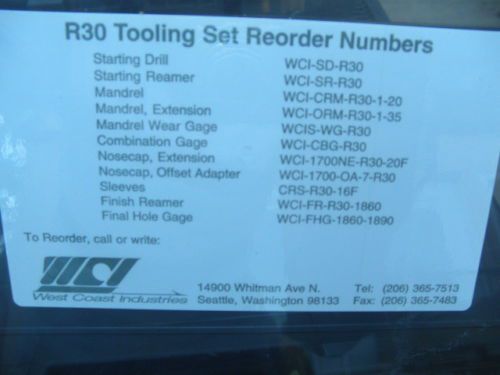 R30 Tooling Set Reorder Numbers
Starting Drill WCI-SD-R30
Starting Reamer WCI-SR-R30
Mandrel WCI-CRM-R30-1-20
Mandrel, Extension WCI-ORM-R30-1-35
Mandrel Wear Gage WCIS-WG-R30
Combination Gage WCI-CBG-R30
Nosecap, Extension WCI-1700NE-R30-20F
Nosecap, Offset Adapter WCI-1700-OA-7-R30
Sleeves CRS-R30-16F
Finish Reamer WCI-FR-R30-1860
Final Hole Gage WCI-FHG-1860-1890
To Reorder, call or write:
WCI
West Coast Industries
14900 Whitman Ave N. Tel: (206) 365-7513
Seattle, Washington 98133 Fax: (206) 365-7483